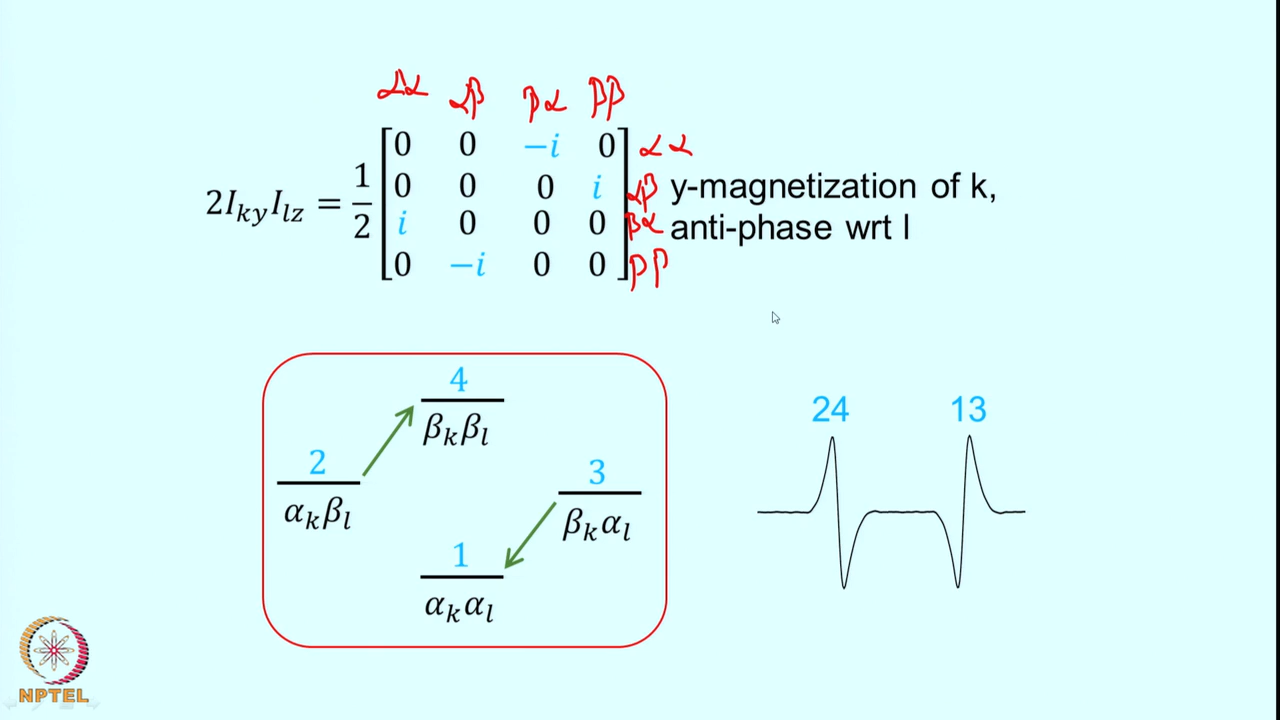 αα αβ βα ββ
0 0 −i 0 αα
0 0 0 i αβ y-magnetization of k,
2I_{ky}I_{lz} = 1/2
i 0 0 0 βα anti-phase wrt l
0 −i 0 0 ββ
4
β_kβ_l
24 13
2
α_kβ_l
3
β_kα_l
1
α_kα_l
NPTEL